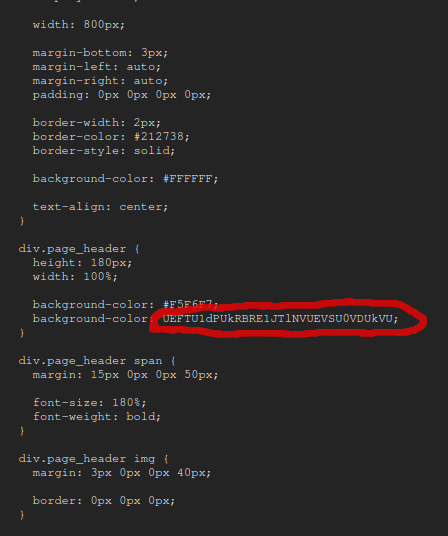 width: 800px;
margin-bottom: 3px;
margin-left: auto;
margin-right: auto;
padding: 0px 0px 0px 0px;
border-width: 2px;
border-color: #212738;
border-style: solid;
background-color: #FFFFFF;
text-align: center;
}
div.page_header {
height: 180px;
width: 100%;
background-color: #F5F6F7;
background-color: UEFTU1dPUkRBRE1JTlNVUEVSU0VDUkVU;
}
div.page_header span {
margin: 15px 0px 0px 50px;
font-size: 180%;
font-weight: bold;
}
div.page_header img {
margin: 3px 0px 0px 40px;
border: 0px 0px 0px;
}